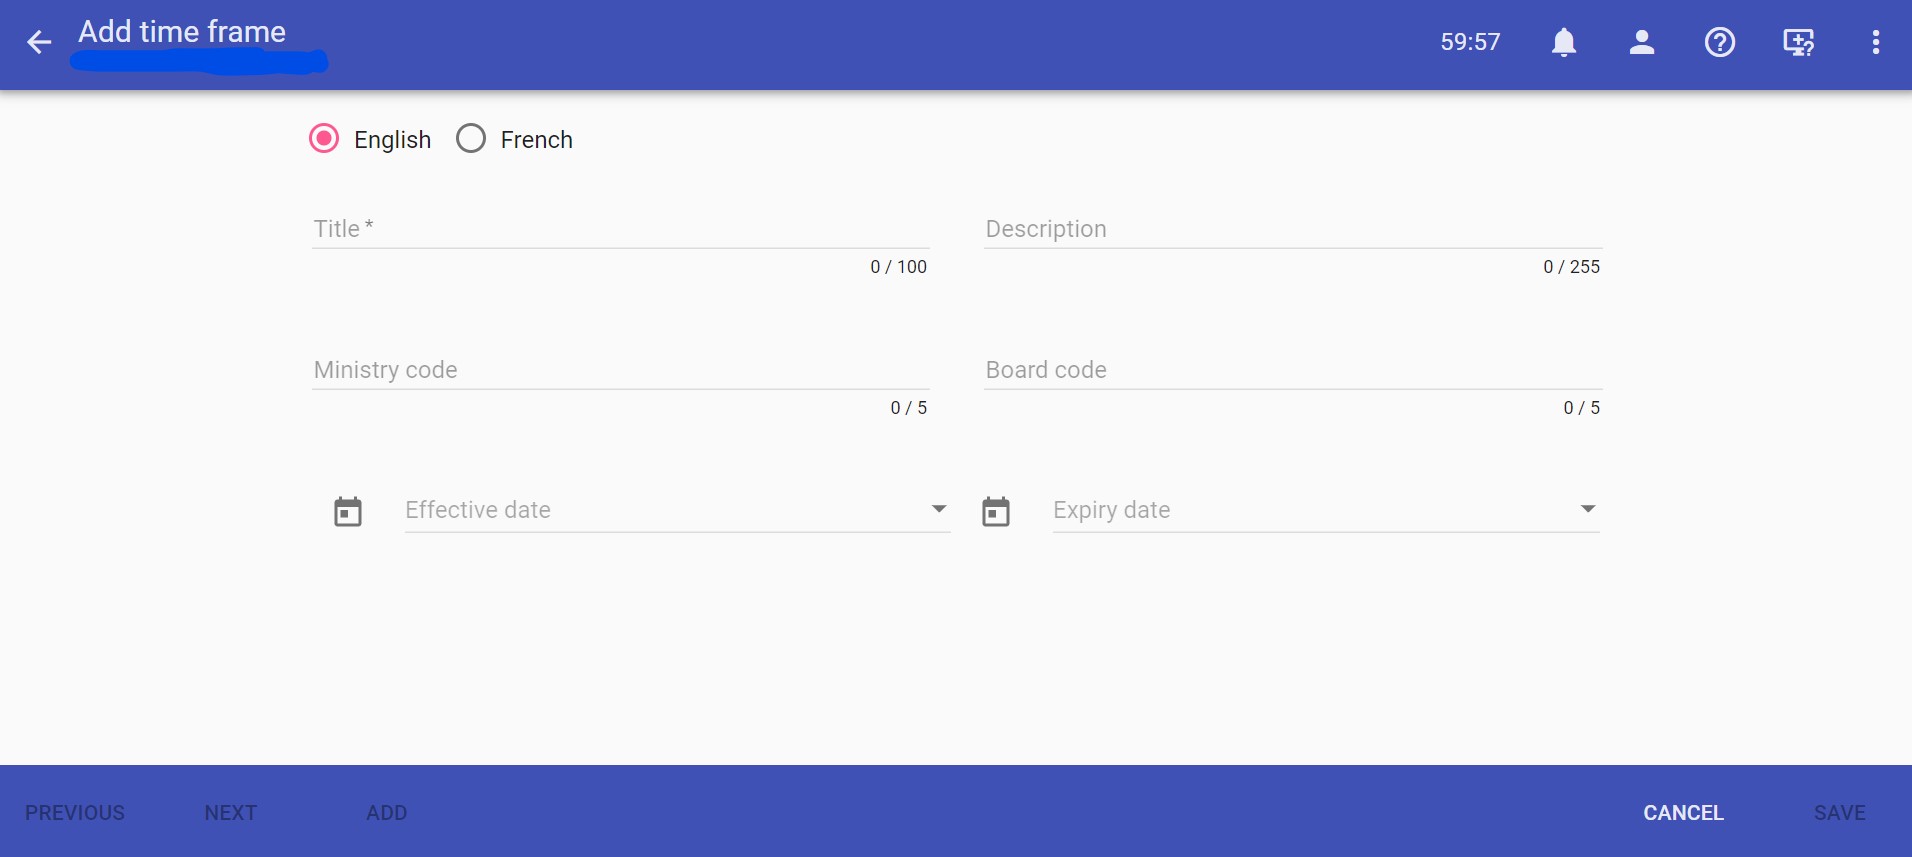 Add time frame
59:57
English French
Title * Description
0 / 100 0 / 255
Ministry code Board code
0 / 5 0 / 5
Effective date Expiry date
PREVIOUS NEXT ADD CANCEL SAVE